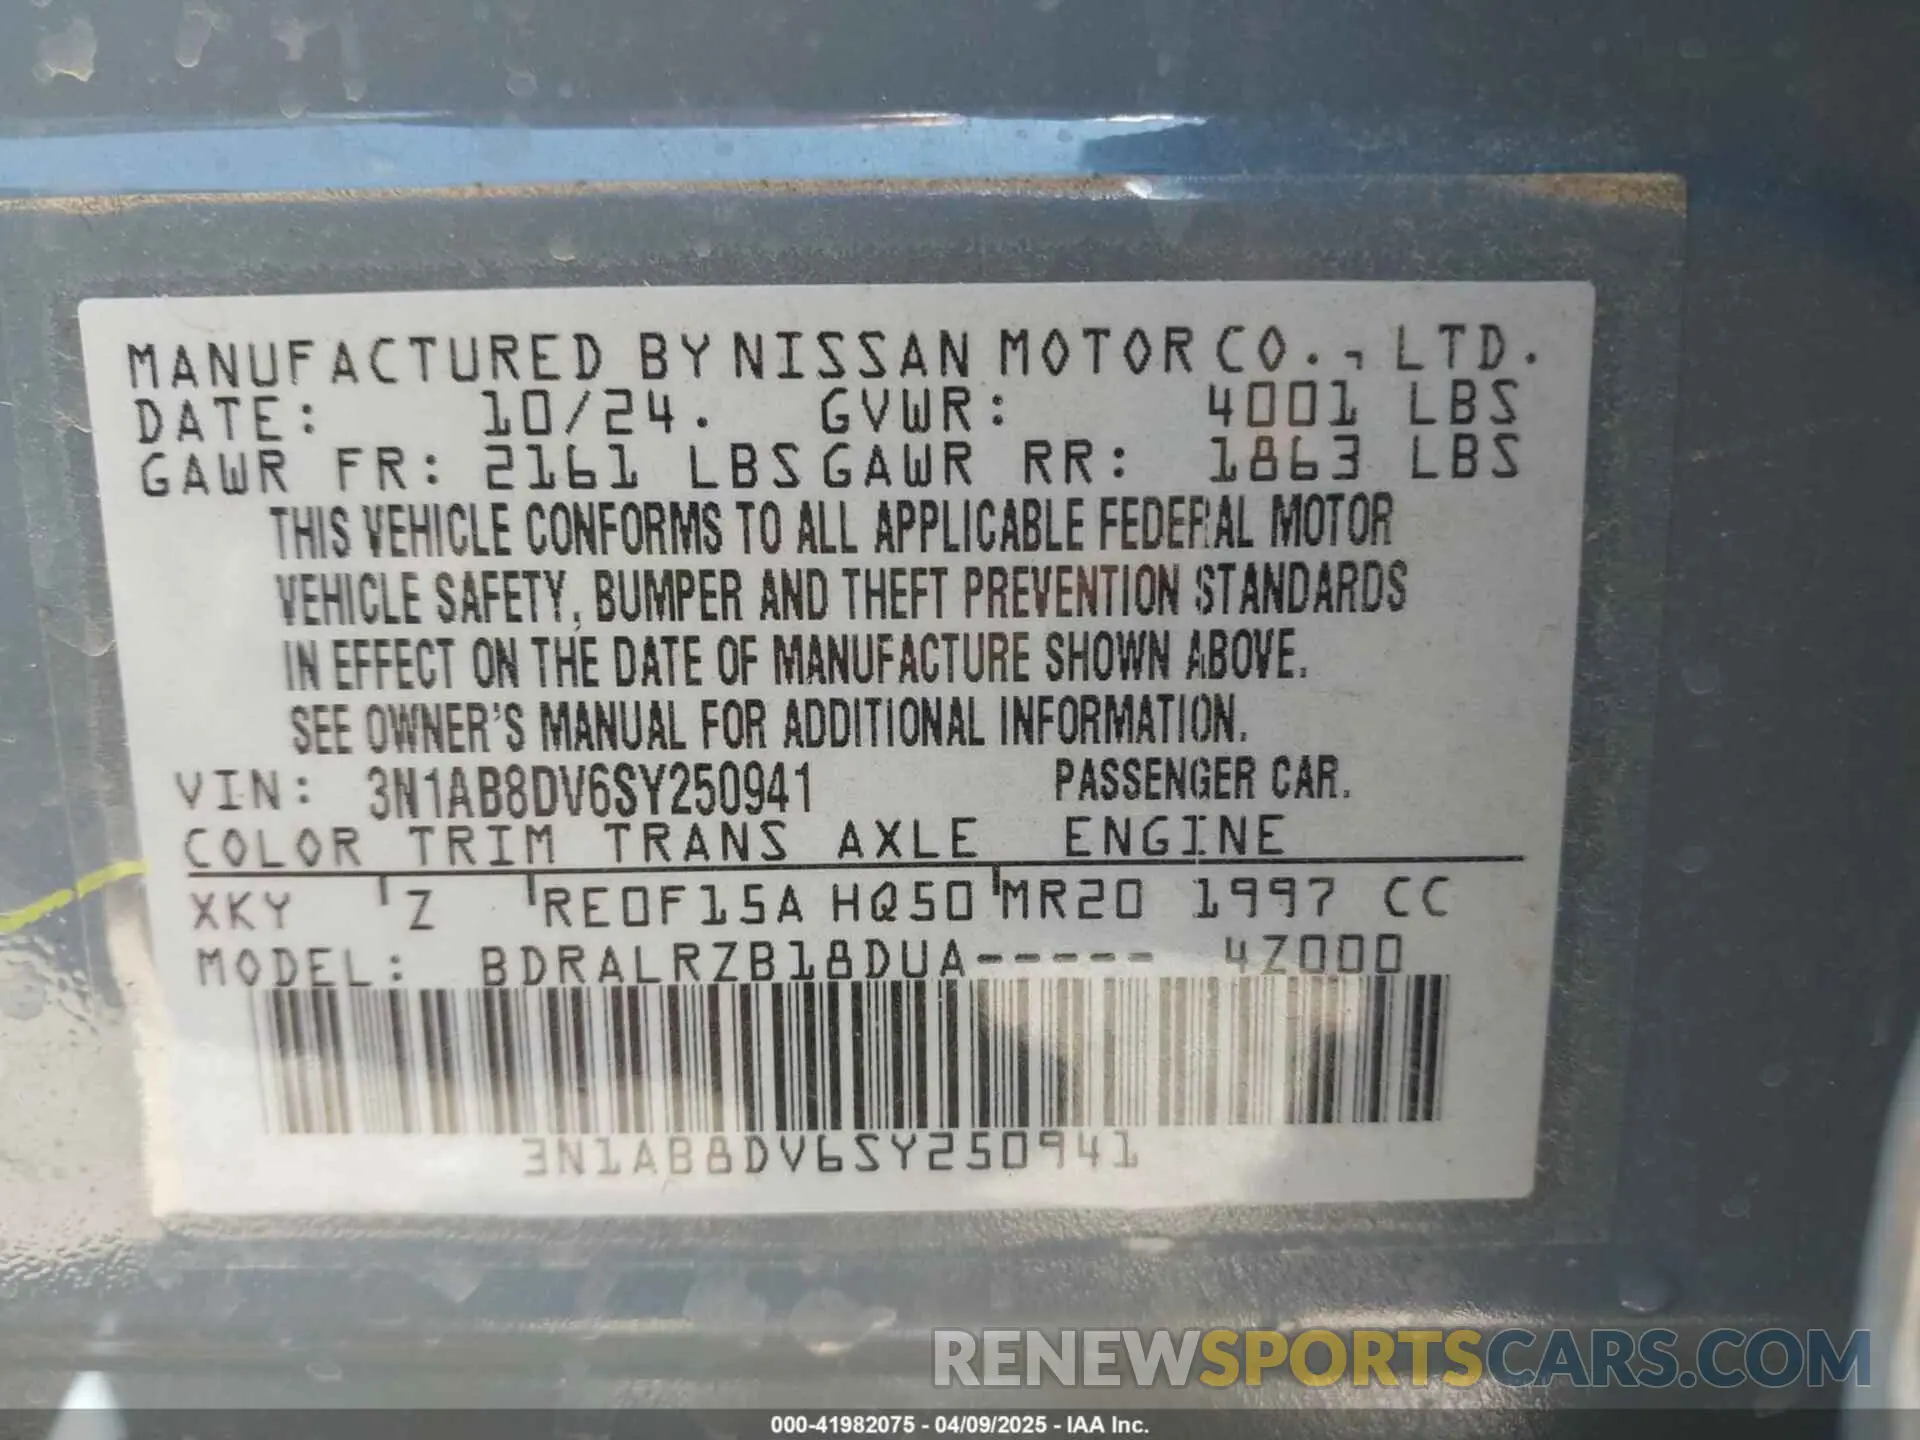 MANUFACTURED BY NISSAN MOTOR CO., LTD.
DATE: 10/24. GVWR: 4001 LBS
GAWR FR: 2161 LBS GAWR RR: 1863 LBS
THIS VEHICLE CONFORMS TO ALL APPLICABLE FEDERAL MOTOR
VEHICLE SAFETY, BUMPER AND THEFT PREVENTION STANDARDS
IN EFFECT ON THE DATE OF MANUFACTURE SHOWN ABOVE.
SEE OWNER'S MANUAL FOR ADDITIONAL INFORMATION.
VIN: 3N1AB8DV6SY250941 PASSENGER CAR.
COLOR TRIM TRANS AXLE ENGINE
XKY Z RE0F15A HQ50 MR20 1997 CC
MODEL: BDRALRZB18DUA----- 4Z000
3N1AB8DV6SY250941
RENEWSPORTSCARS.COM
000-41982075 - 04/09/2025 - IAA Inc.